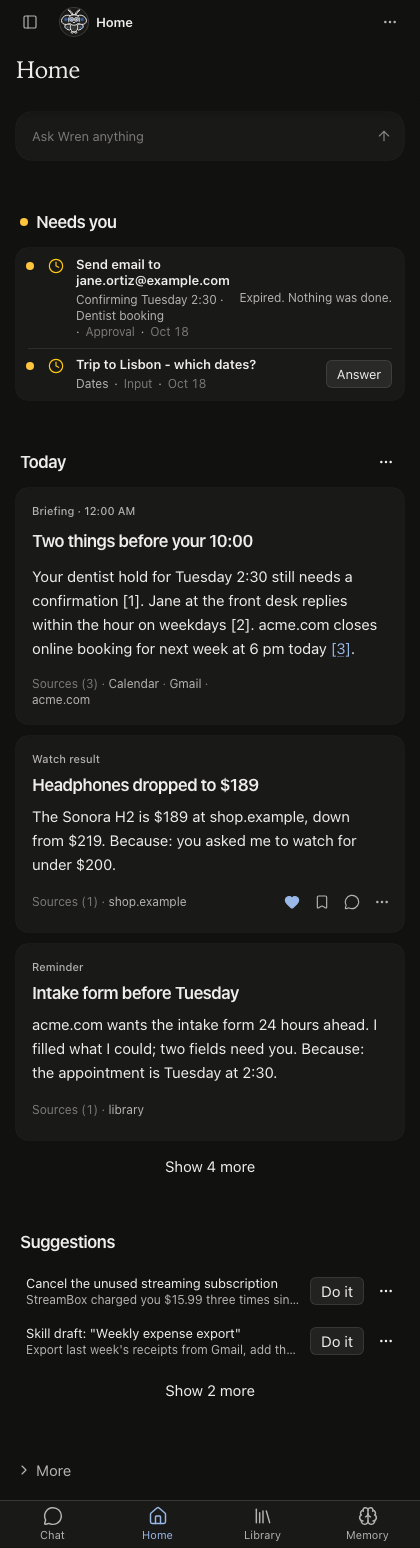 Home
Home
Ask Wren anything
Needs you
Send email to
jane.ortiz@example.com
Confirming Tuesday 2:30 ·
Dentist booking
· Approval · Oct 18
Expired. Nothing was done.
Trip to Lisbon - which dates?
Dates · Input · Oct 18
Answer
Today
Briefing · 12:00 AM
Two things before your 10:00
Your dentist hold for Tuesday 2:30 still needs a
confirmation [1]. Jane at the front desk replies
within the hour on weekdays [2]. acme.com closes
online booking for next week at 6 pm today [3].
Sources (3) · Calendar · Gmail ·
acme.com
Watch result
Headphones dropped to $189
The Sonora H2 is $189 at shop.example, down
from $219. Because: you asked me to watch for
under $200.
Sources (1) · shop.example
Reminder
Intake form before Tuesday
acme.com wants the intake form 24 hours ahead. I
filled what I could; two fields need you. Because:
the appointment is Tuesday at 2:30.
Sources (1) · library
Show 4 more
Suggestions
Cancel the unused streaming subscription
StreamBox charged you $15.99 three times sin...
Do it
Skill draft: "Weekly expense export"
Export last week's receipts from Gmail, add th...
Do it
Show 2 more
More
Chat
Home
Library
Memory